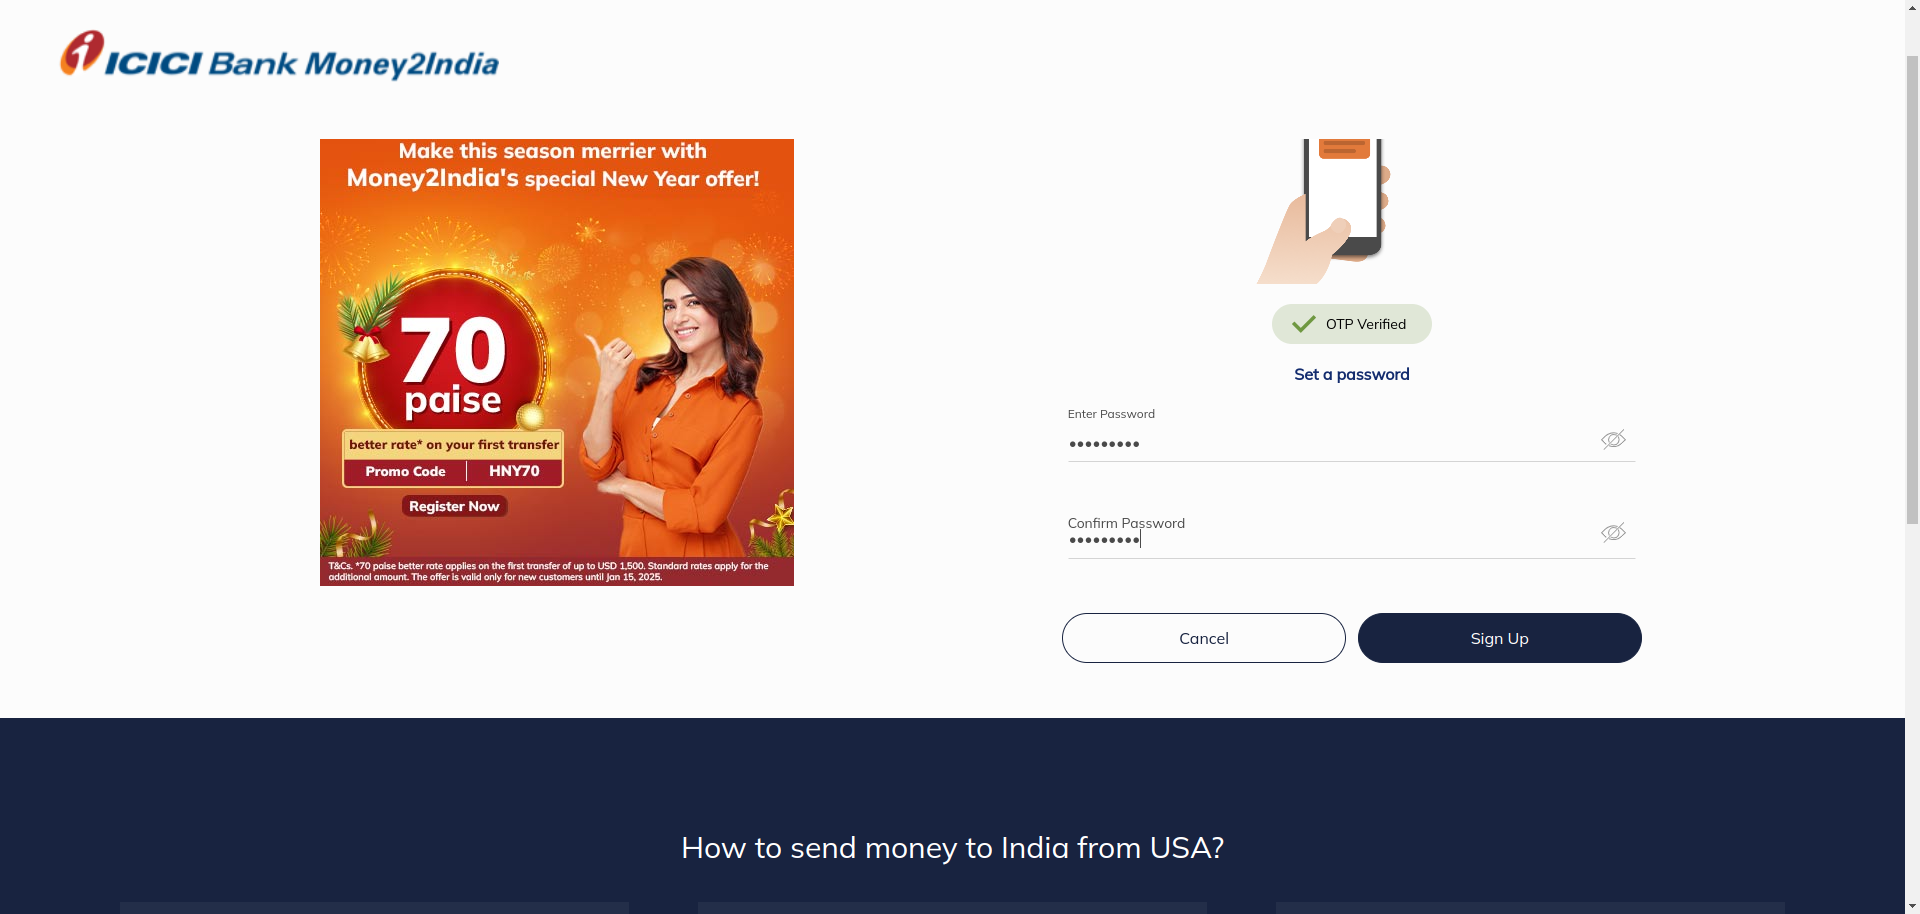 ICICI Bank Money2India
Make this season merrier with
Money2India's special New Year offer!
70
paise
better rate* on your first transfer
Promo Code HNY70
Register Now
T&Cs. *70 paise better rate applies on the first transfer of up to USD 1,500. Standard rates apply for the
additional amount. The offer is valid only for new customers until Jan 15, 2025.
OTP Verified
Set a password
Enter Password
•••••••••
Confirm Password
•••••••••
Cancel
Sign Up
How to send money to India from USA?